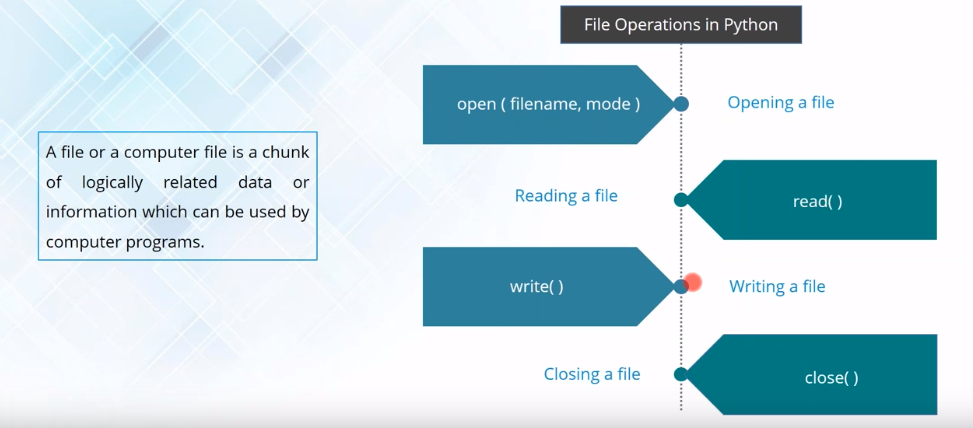 File Operations in Python
open ( filename, mode )
Opening a file
A file or a computer file is a chunk
of logically related data or
information which can be used by
computer programs.
Reading a file
read( )
write( )
Writing a file
Closing a file
close( )